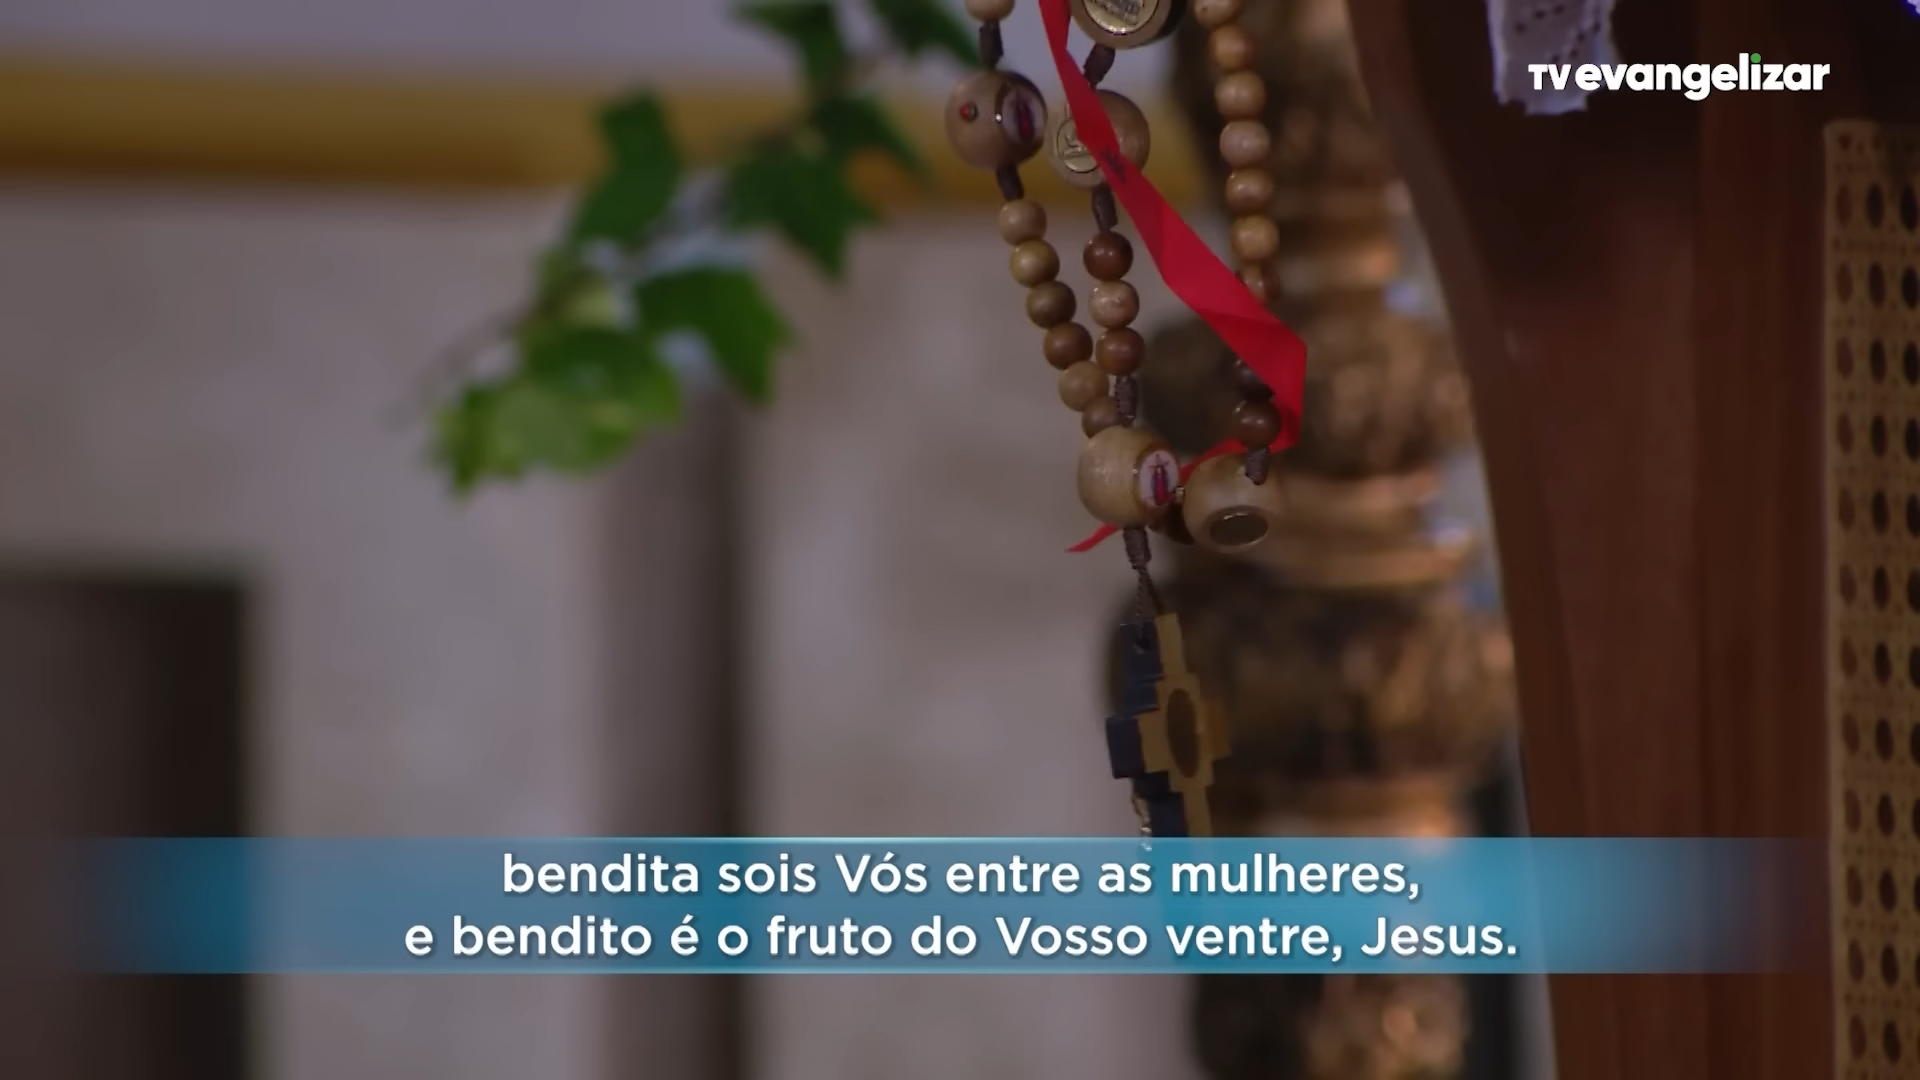 TVevangelizar
bendita sois Vós entre as mulheres,
e bendito é o fruto do Vosso ventre, Jesus.